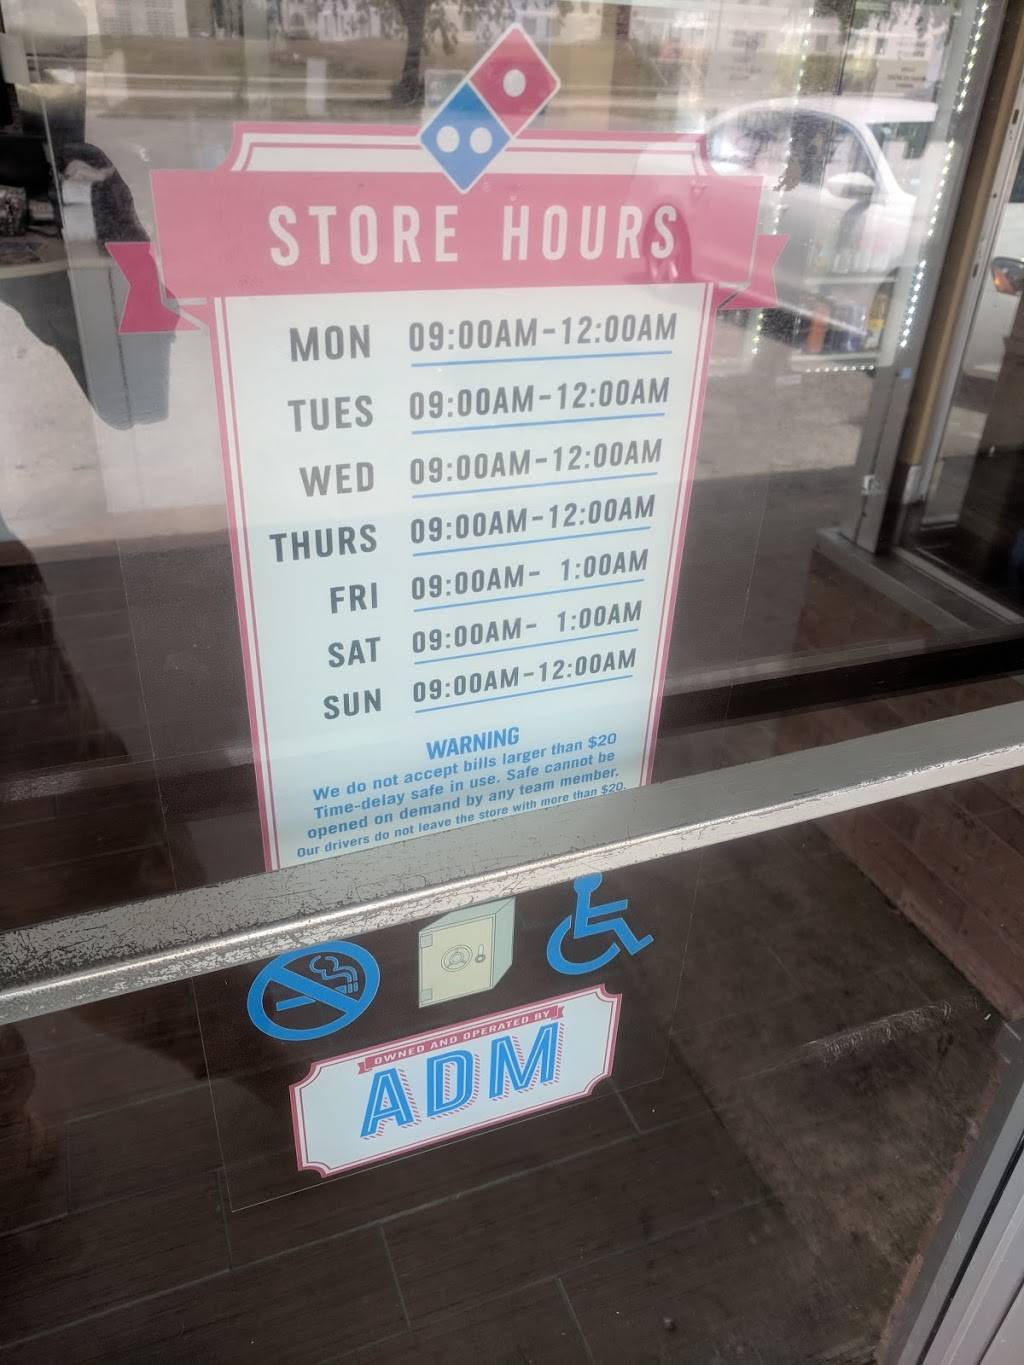 STORE HOURS
MON 09:00AM-12:00AM
TUES 09:00AM-12:00AM
WED 09:00AM-12:00AM
THURS 09:00AM-12:00AM
FRI 09:00AM- 1:00AM
SAT 09:00AM- 1:00AM
SUN 09:00AM-12:00AM
WARNING
We do not accept bills larger than $20
Time-delay safe in use. Safe cannot be
opened on demand by any team member.
Our drivers do not leave the store with more than $20.
OWNED AND OPERATED BY
ADM